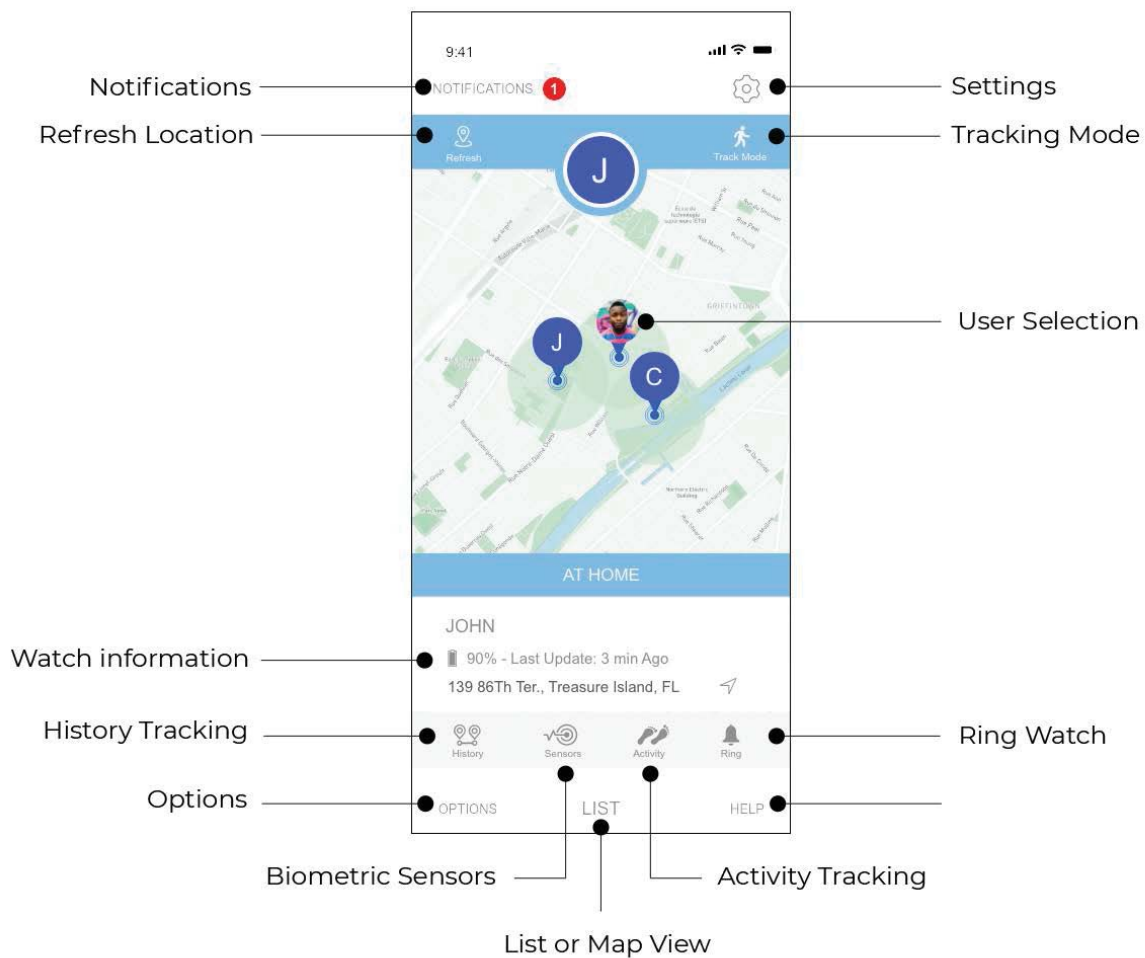 9:41
Notifications
NOTIFICATIONS
1
Settings
Refresh Location
Refresh
J
Track Mode
Tracking Mode
GRIFFINTOWN
User Selection
J
C
AT HOME
JOHN
Watch information
90% - Last Update: 3 min Ago
139 86Th Ter., Treasure Island, FL
History Tracking
History
Sensors
Activity
Ring
Ring Watch
Options
OPTIONS
LIST
HELP
Biometric Sensors
Activity Tracking
List or Map View